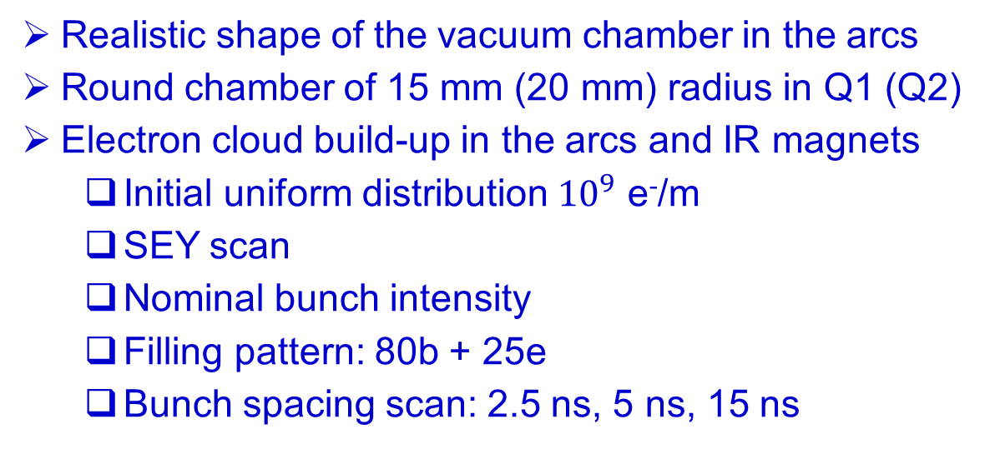 ➢ Realistic shape of the vacuum chamber in the arcs
➢ Round chamber of 15 mm (20 mm) radius in Q1 (Q2)
➢ Electron cloud build-up in the arcs and IR magnets
❑ Initial uniform distribution 10⁹ e⁻/m
❑ SEY scan
❑ Nominal bunch intensity
❑ Filling pattern: 80b + 25e
❑ Bunch spacing scan: 2.5 ns, 5 ns, 15 ns